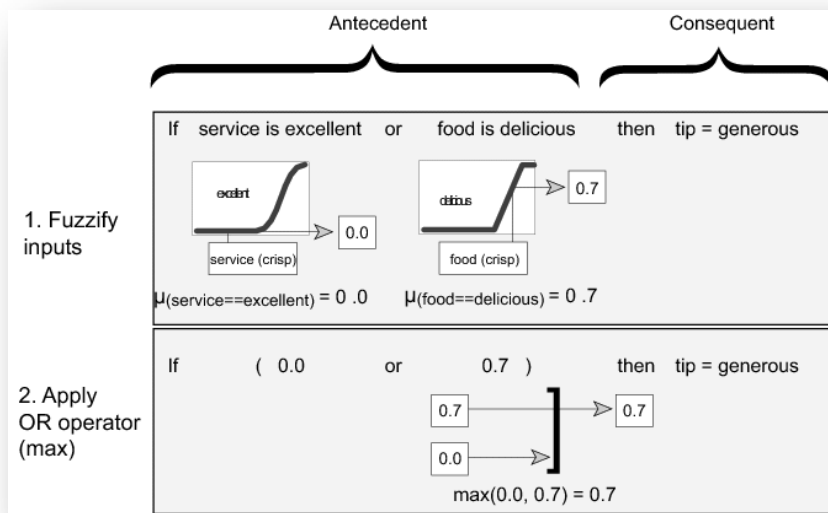 Antecedent
Consequent
If service is excellent or food is delicious then tip = generous
excellent
delicious
0.7
0.0
service (crisp)
food (crisp)
1. Fuzzify
inputs
μ(service==excellent) = 0 .0
μ(food==delicious) = 0 .7
If ( 0.0 or 0.7 ) then tip = generous
2. Apply
OR operator
(max)
0.7
0.7
0.0
max(0.0, 0.7) = 0.7